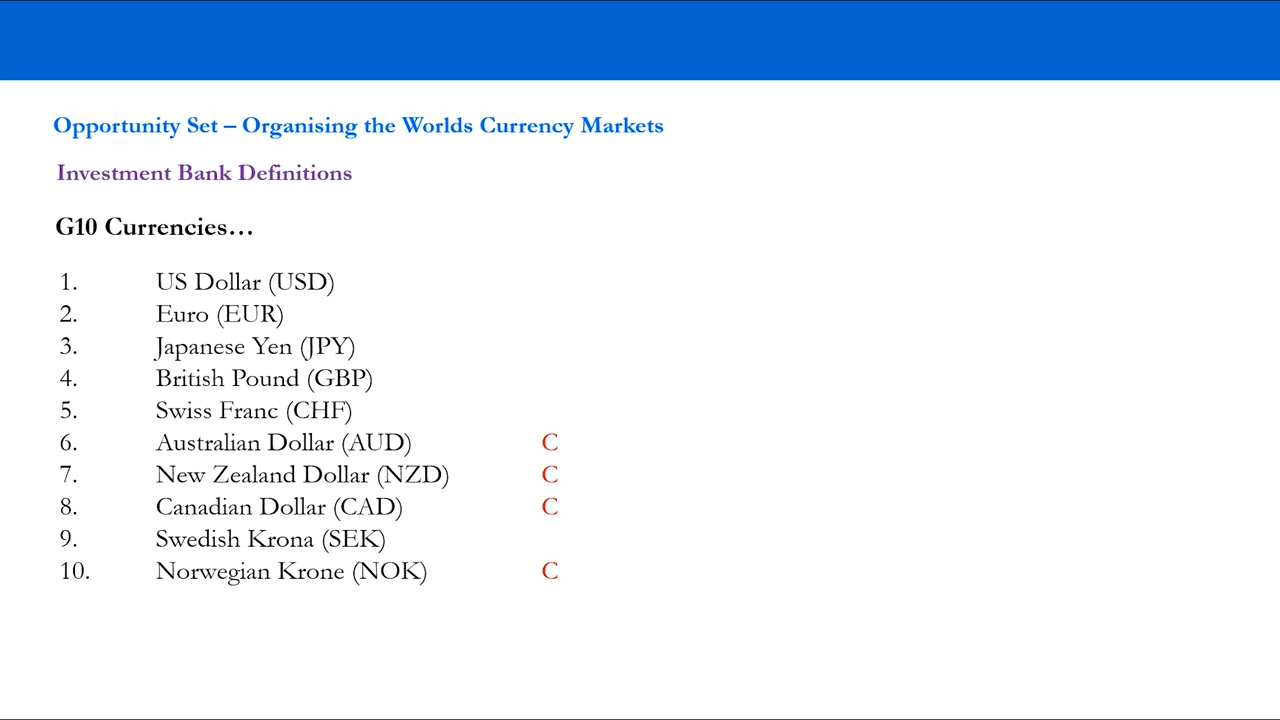 Opportunity Set – Organising the Worlds Currency Markets
Investment Bank Definitions
G10 Currencies…
1. US Dollar (USD)
2. Euro (EUR)
3. Japanese Yen (JPY)
4. British Pound (GBP)
5. Swiss Franc (CHF)
6. Australian Dollar (AUD) C
7. New Zealand Dollar (NZD) C
8. Canadian Dollar (CAD) C
9. Swedish Krona (SEK)
10. Norwegian Krone (NOK) C